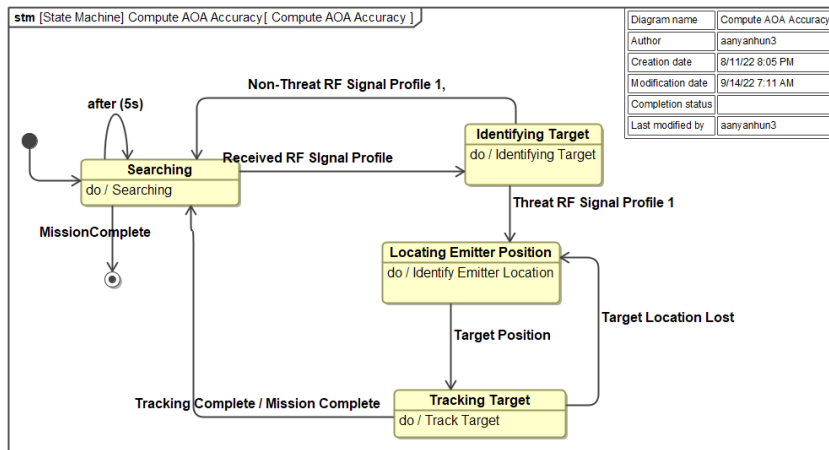 stm [State Machine] Compute AOA Accuracy[ Compute AOA Accuracy ]
Diagram name Compute AOA Accuracy
Author aanyanhun3
Creation date 8/11/22 8:05 PM
Modification date 9/14/22 7:11 AM
Completion status
Last modified by aanyanhun3
Non-Threat RF Signal Profile 1,
after (5s)
Identifying Target
do / Identifying Target
Received RF SIgnal Profile
Searching
do / Searching
Threat RF Signal Profile 1
MissionComplete
Locating Emitter Position
do / Identify Emitter Location
Target Location Lost
Target Position
Tracking Complete / Mission Complete
Tracking Target
do / Track Target